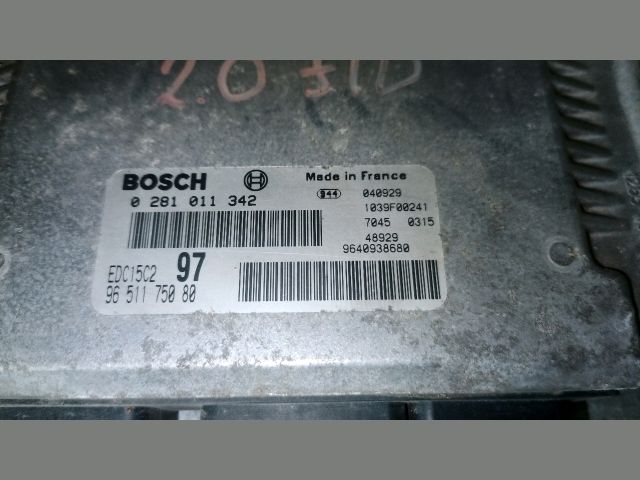 2.0
BOSCH
0 281 011 342
EDC15C2 97
96 511 750 80
Made in France
944 040929
1039F00241
7045 0315
48929
9640938680